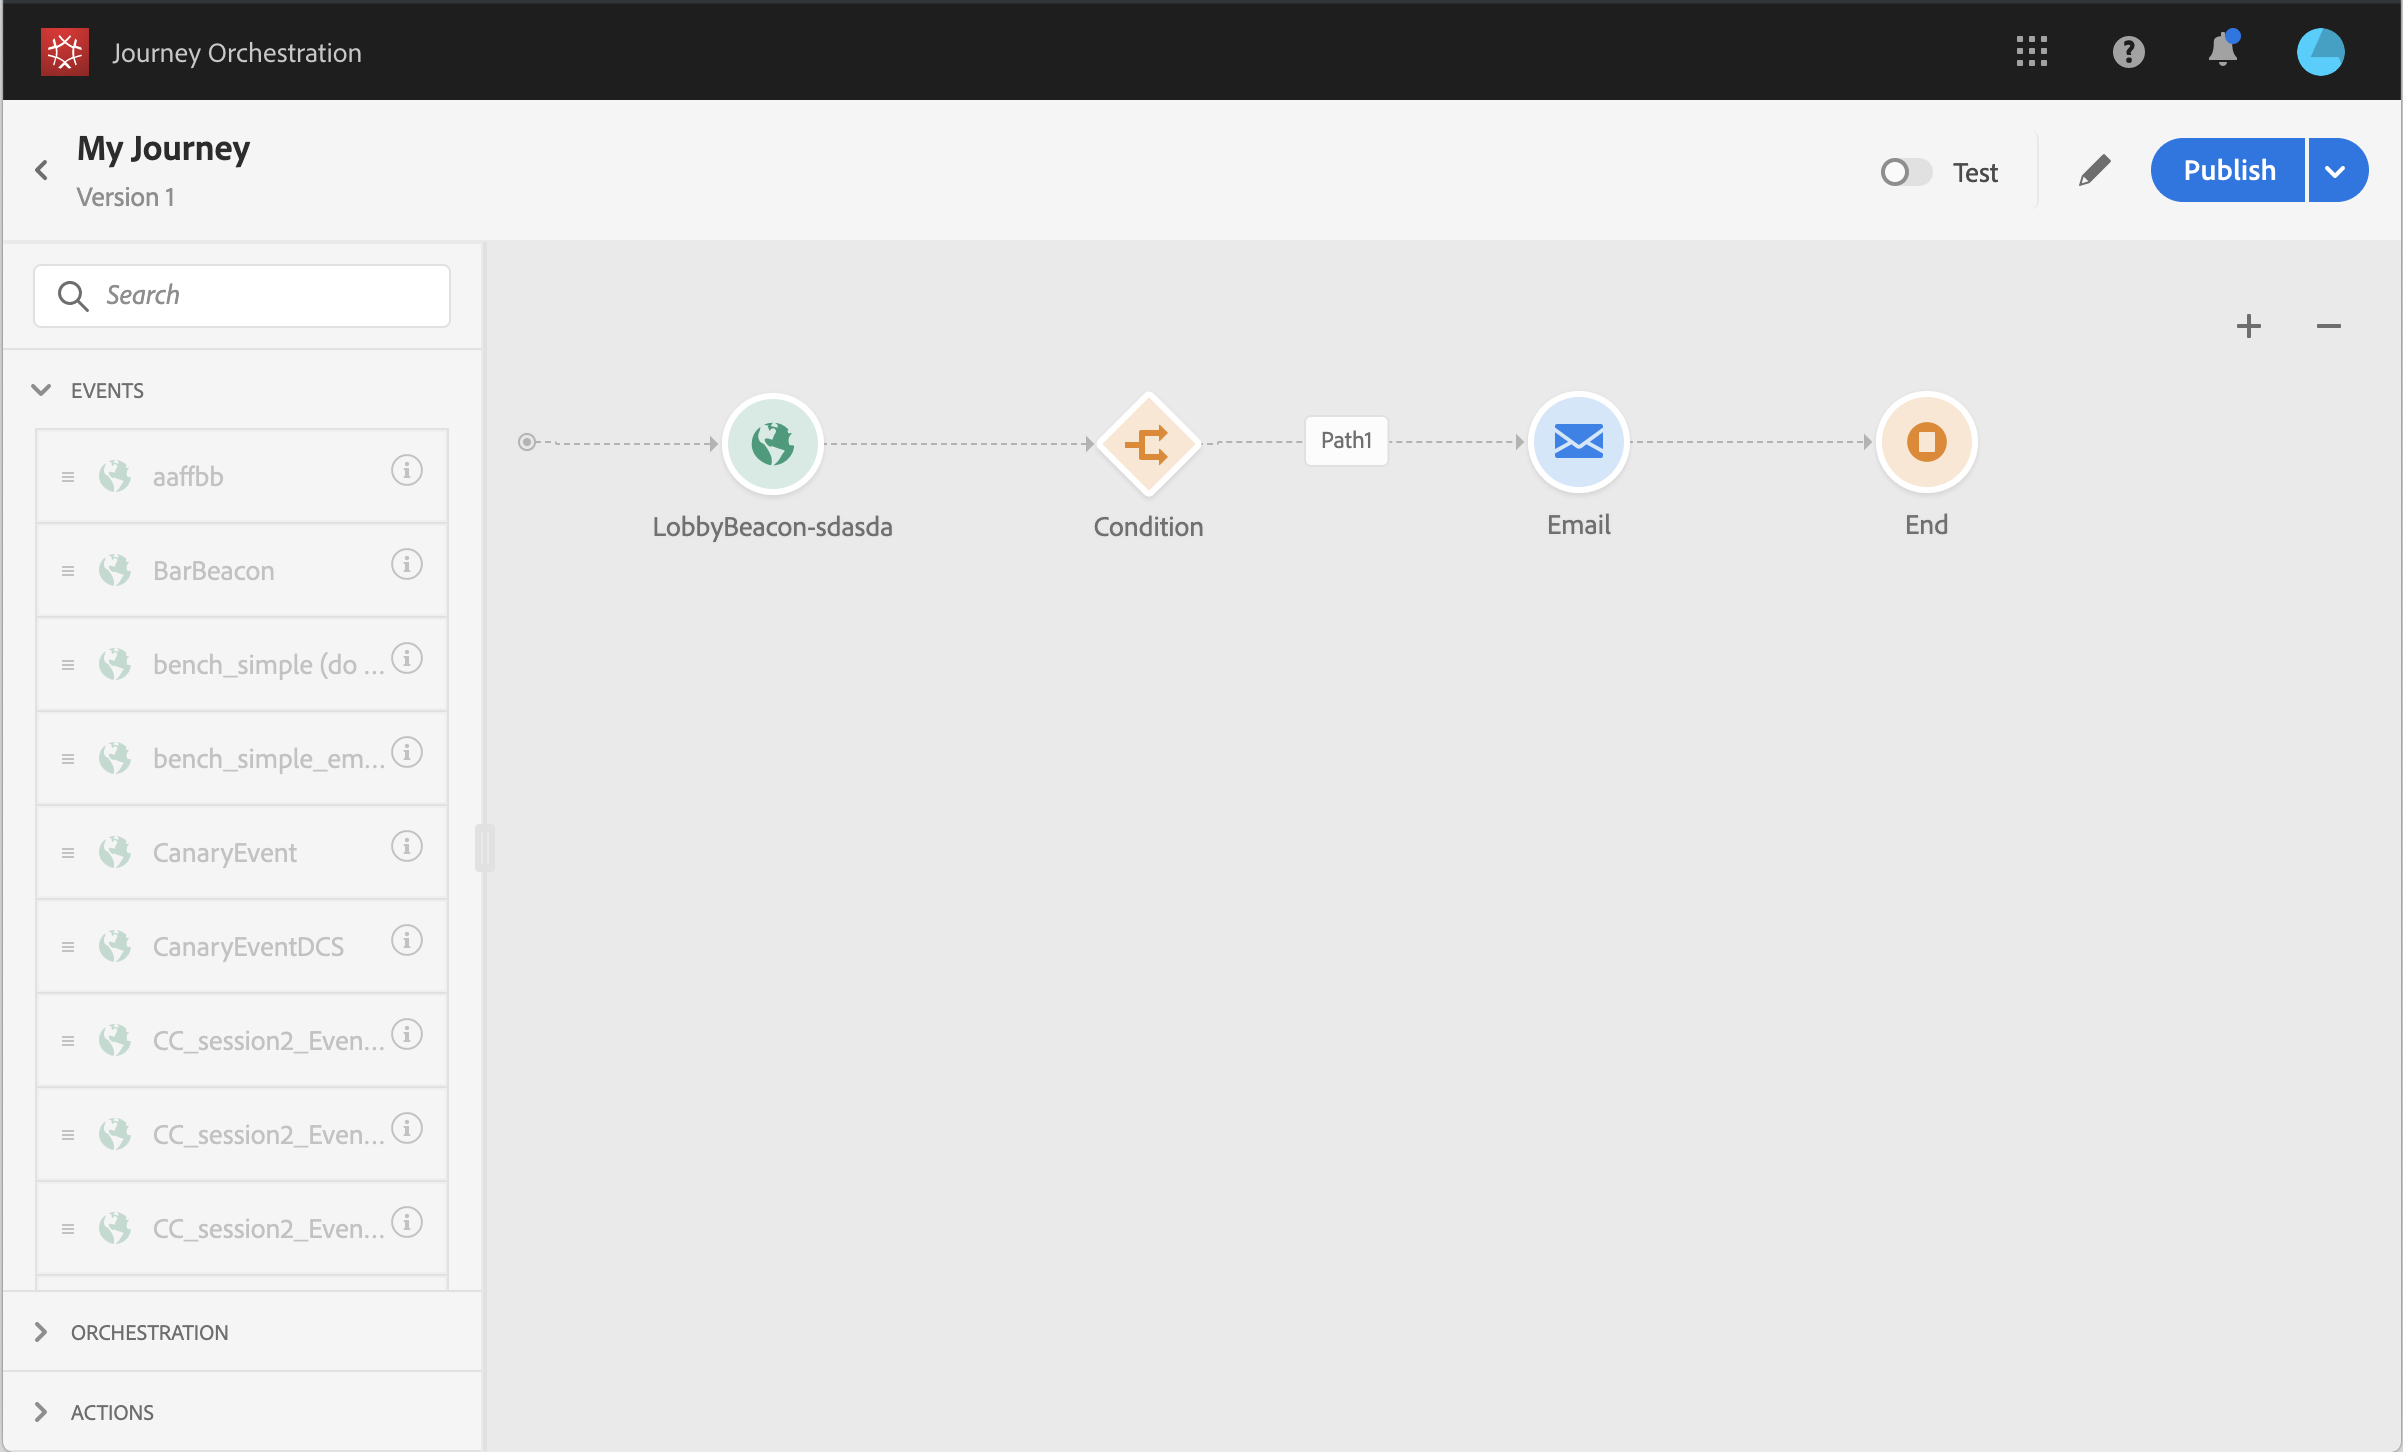 Journey Orchestration
My Journey
Version 1
Test
Publish
Search
EVENTS
aaffbb
BarBeacon
bench_simple (do ...
bench_simple_em...
CanaryEvent
CanaryEventDCS
CC_session2_Even...
CC_session2_Even...
CC_session2_Even...
ORCHESTRATION
ACTIONS
Path1
LobbyBeacon-sdasda
Condition
Email
End